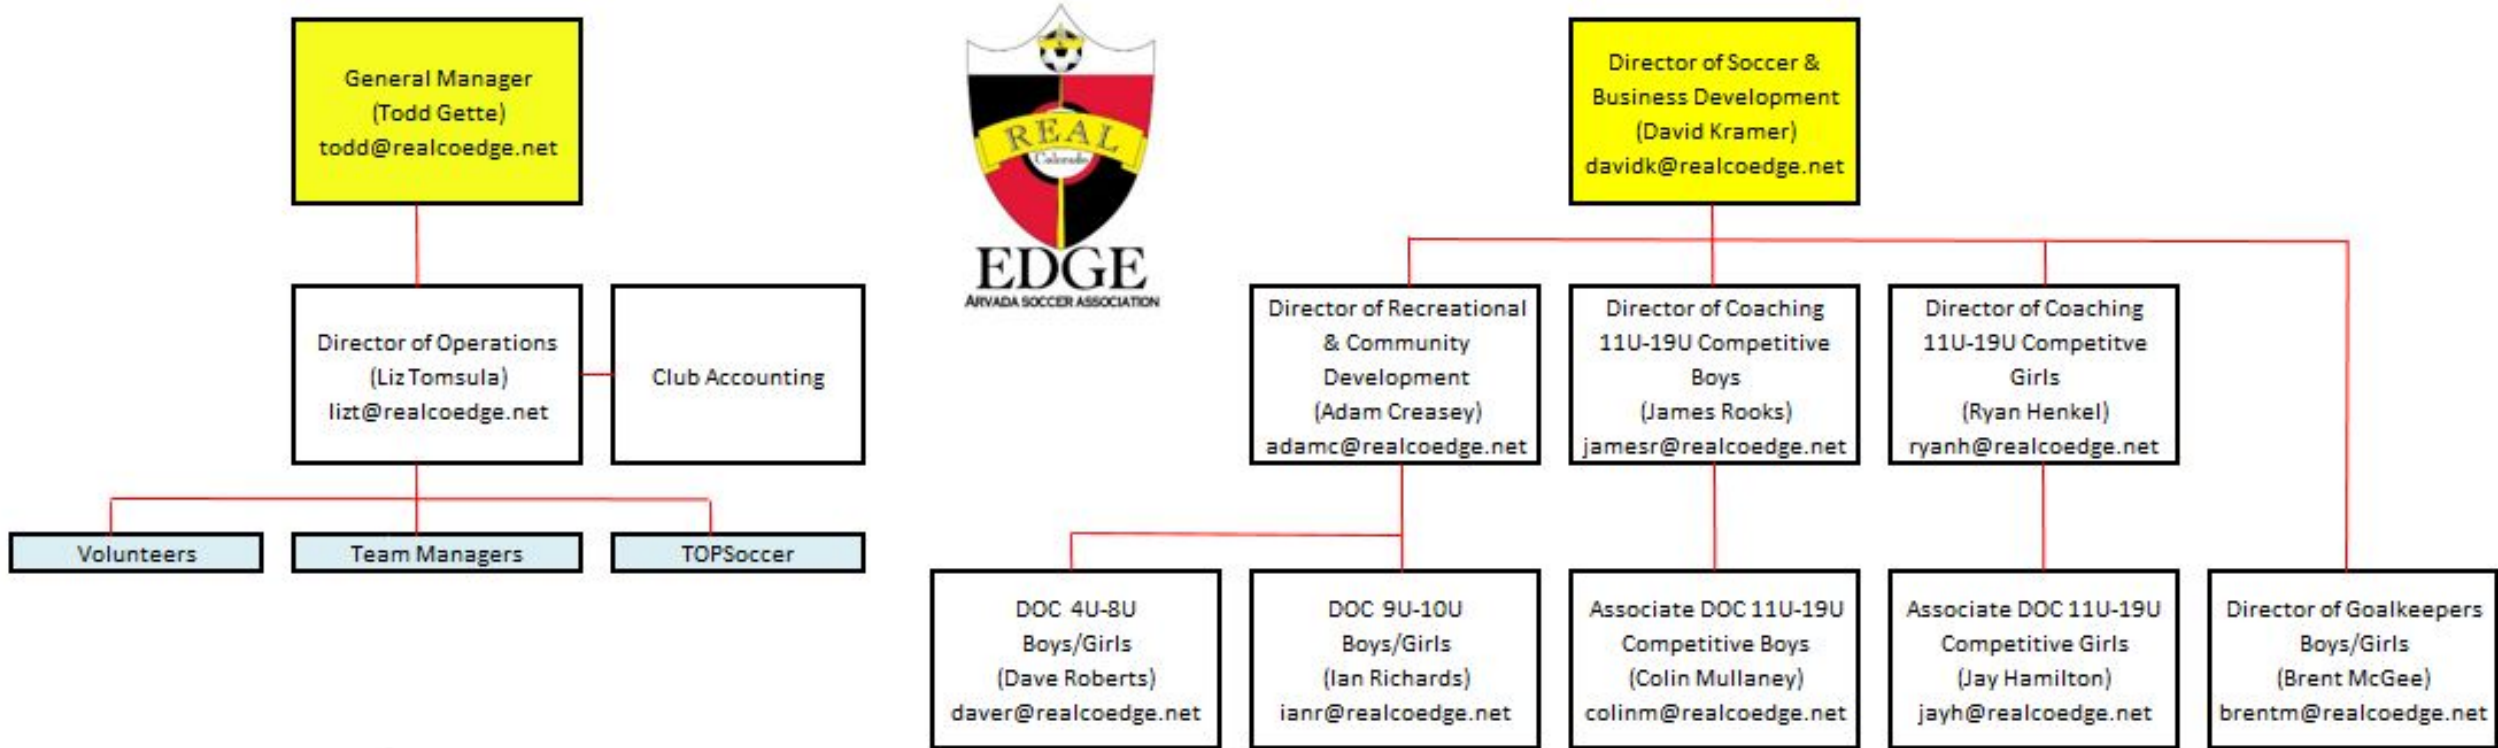 General Manager
(Todd Gette)
todd@realcoedge.net
REAL
Colorado
EDGE
ARVADA SOCCER ASSOCIATION
Director of Soccer &
Business Development
(David Kramer)
davidk@realcoedge.net
Director of Operations
(Liz Tomsula)
lizt@realcoedge.net
Club Accounting
Director of Recreational
& Community
Development
(Adam Creasey)
adamc@realcoedge.net
Director of Coaching
11U-19U Competitive
Boys
(James Rooks)
jamesr@realcoedge.net
Director of Coaching
11U-19U Competitve
Girls
(Ryan Henkel)
ryanh@realcoedge.net
Volunteers
Team Managers
TOPSoccer
DOC 4U-8U
Boys/Girls
(Dave Roberts)
daver@realcoedge.net
DOC 9U-10U
Boys/Girls
(Ian Richards)
ianr@realcoedge.net
Associate DOC 11U-19U
Competitive Boys
(Colin Mullaney)
colinm@realcoedge.net
Associate DOC 11U-19U
Competitive Girls
(Jay Hamilton)
jayh@realcoedge.net
Director of Goalkeepers
Boys/Girls
(Brent McGee)
brentm@realcoedge.net